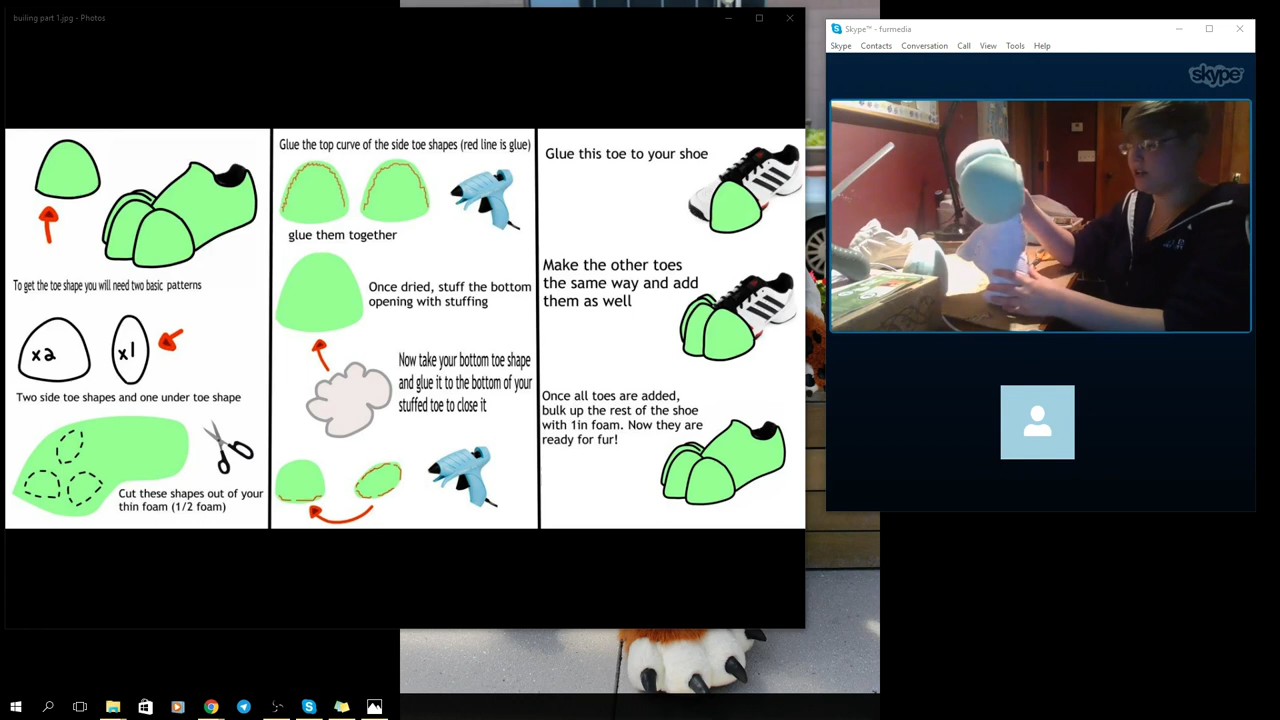 builing part 1.jpg - Photos
To get the toe shape you will need two basic patterns
x2
x1
Two side toe shapes and one under toe shape
Cut these shapes out of your
thin foam (1/2 foam)
Glue the top curve of the side toe shapes (red line is glue)
glue them together
Once dried, stuff the bottom
opening with stuffing
Now take your bottom toe shape
and glue it to the bottom of your
stuffed toe to close it
Glue this toe to your shoe
Make the other toes
the same way and add
them as well
Once all toes are added,
bulk up the rest of the shoe
with 1in foam. Now they are
ready for fur!
Skype™ - furmedia
Skype Contacts Conversation Call View Tools Help
skype